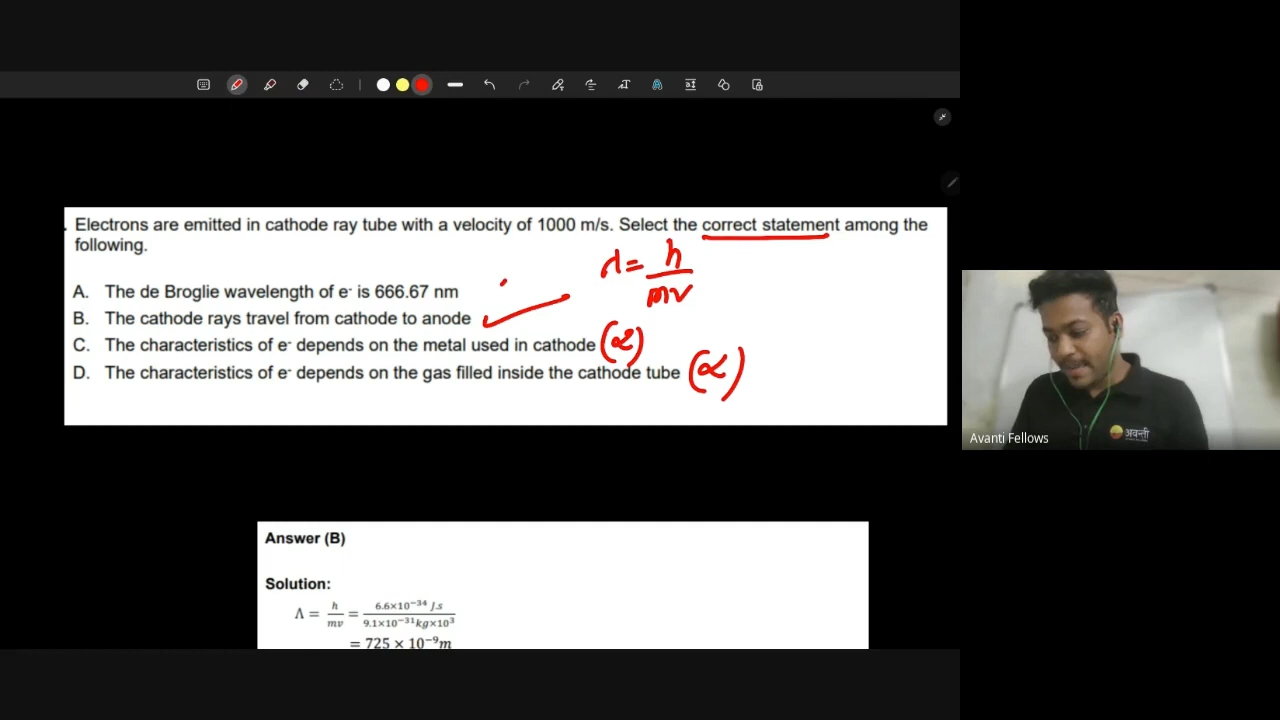 . Electrons are emitted in cathode ray tube with a velocity of 1000 m/s. Select the correct statement among the
following.
λ = h/mv
A. The de Broglie wavelength of e- is 666.67 nm
B. The cathode rays travel from cathode to anode
C. The characteristics of e- depends on the metal used in cathode (x)
D. The characteristics of e- depends on the gas filled inside the cathode tube (x)
Avanti Fellows
अवन्ती
Answer (B)
Solution:
Λ = h/mv = 6.6×10⁻³⁴ J.s / 9.1×10⁻³¹kg×10³
= 725 × 10⁻⁹m